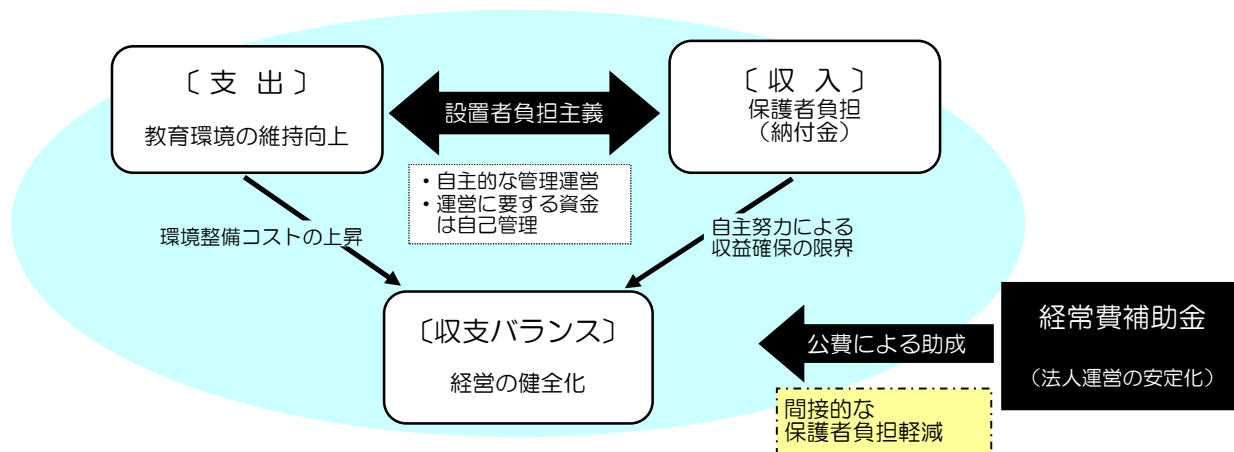 〔 支 出 〕
教育環境の維持向上
設置者負担主義
〔 収 入 〕
保護者負担
（納付金）
・自主的な管理運営
・運営に要する資金
は自己管理
環境整備コストの上昇
自主努力による
収益確保の限界
〔収支バランス〕
経営の健全化
公費による助成
経常費補助金
（法人運営の安定化）
間接的な
保護者負担軽減